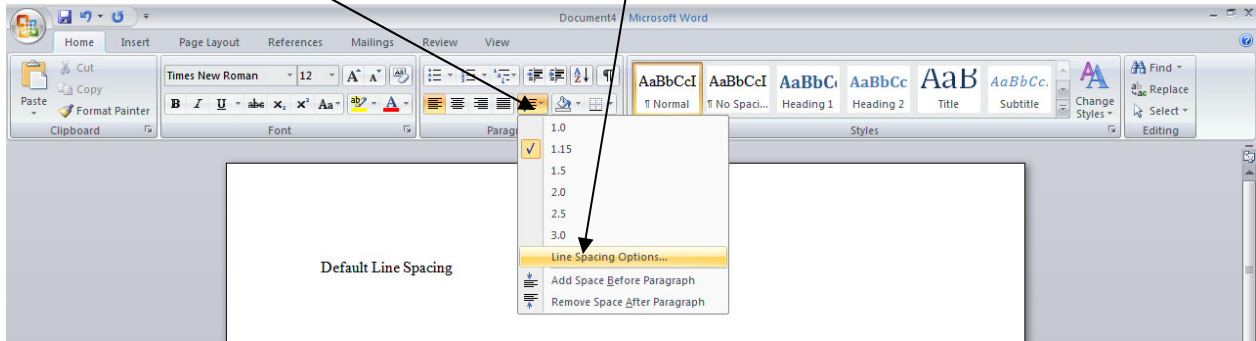 Document4 - Microsoft Word
Home Insert Page Layout References Mailings Review View
Cut
Copy
Paste
Format Painter
Clipboard
Times New Roman 12
Font
Paragr
AaBbCcI AaBbCcI AaBbC AaBbCc AaB AaBbCc.
¶ Normal ¶ No Spaci... Heading 1 Heading 2 Title Subtitle
Change
Styles
Styles
Find
Replace
Select
Editing
1.0
1.15
1.5
2.0
2.5
3.0
Line Spacing Options...
Add Space Before Paragraph
Remove Space After Paragraph
Default Line Spacing